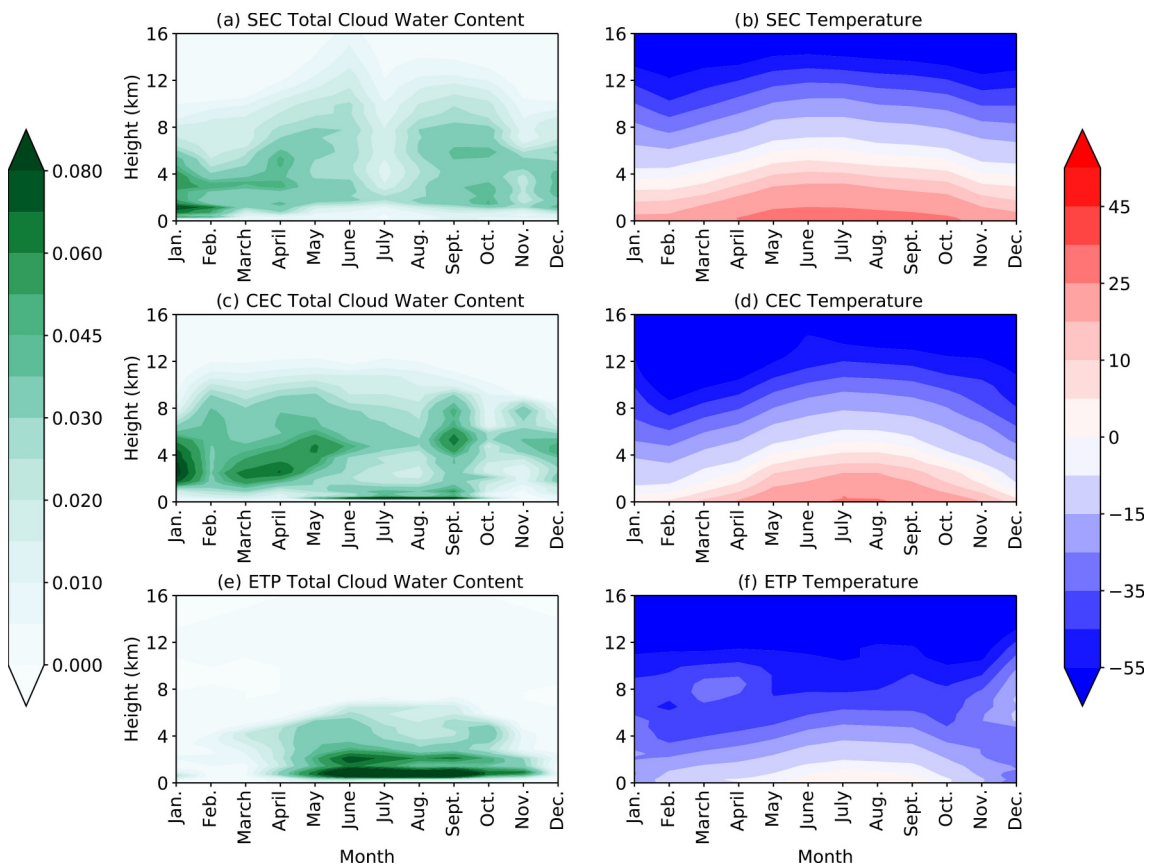 (a) SEC Total Cloud Water Content
(b) SEC Temperature
16
12
8
4
0
Height (km)
Jan. Feb. March April May June July Aug. Sept. Oct. Nov. Dec.
16
12
8
4
0
Jan. Feb. March April May June July Aug. Sept. Oct. Nov. Dec.
0.080
0.060
0.045
0.030
0.020
0.010
0.000
45
25
10
0
−15
−35
−55
(c) CEC Total Cloud Water Content
(d) CEC Temperature
16
12
8
4
0
Height (km)
Jan. Feb. March April May June July Aug. Sept. Oct. Nov. Dec.
16
12
8
4
0
Jan. Feb. March April May June July Aug. Sept. Oct. Nov. Dec.
(e) ETP Total Cloud Water Content
(f) ETP Temperature
16
12
8
4
0
Height (km)
Jan. Feb. March April May June July Aug. Sept. Oct. Nov. Dec.
Month
16
12
8
4
0
Jan. Feb. March April May June July Aug. Sept. Oct. Nov. Dec.
Month